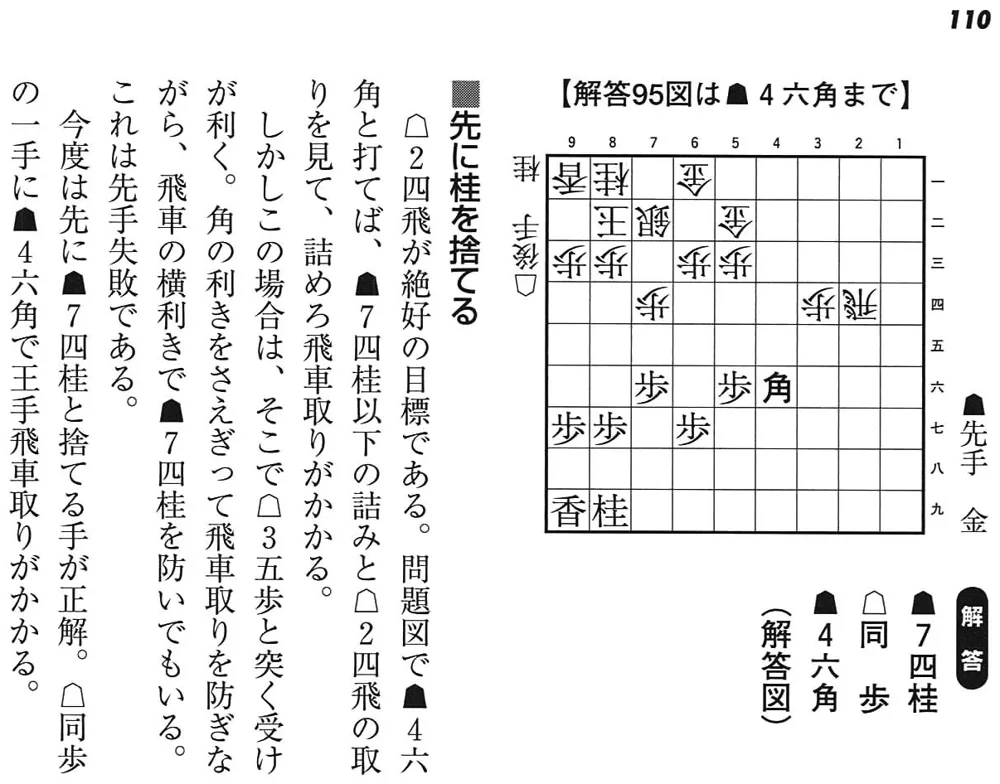 110
【解答95図は☗4六角まで】
9 8 7 6 5 4 3 2 1
香 桂 金 一
王 銀 金 二
歩 歩 歩 歩 三
歩 歩 飛 四
五
歩 歩 角 六
歩 歩 歩 七
八
香 桂 九
☖後手 桂
☗先手 金
解答
☗7四桂
☖同 歩
☗4六角
(解答図)
■先に桂を捨てる
☖2四飛が絶好の目標である。問題図で☗4六
角と打てば、☗7四桂以下の詰みと☖2四飛の取
りを見て、詰めろ飛車取りがかかる。
しかしこの場合は、そこで☖3五歩と突く受け
が利く。角の利きをさえぎって飛車取りを防ぎな
がら、飛車の横利きで☗7四桂を防いでもいる。
これは先手失敗である。
今度は先に☗7四桂と捨てる手が正解。☖同歩
の一手に☗4六角で王手飛車取りがかかる。